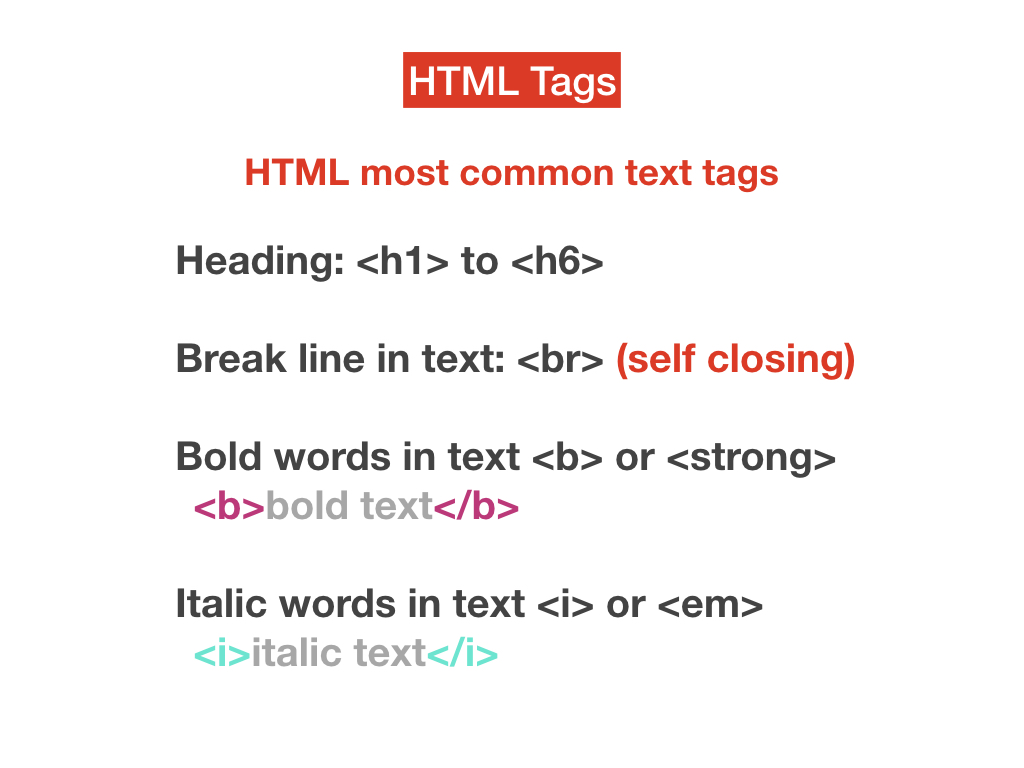 HTML Tags
HTML most common text tags
Heading: <h1> to <h6>
Break line in text: <br> (self closing)
Bold words in text <b> or <strong>
<b>bold text</b>
Italic words in text <i> or <em>
<i>italic text</i>